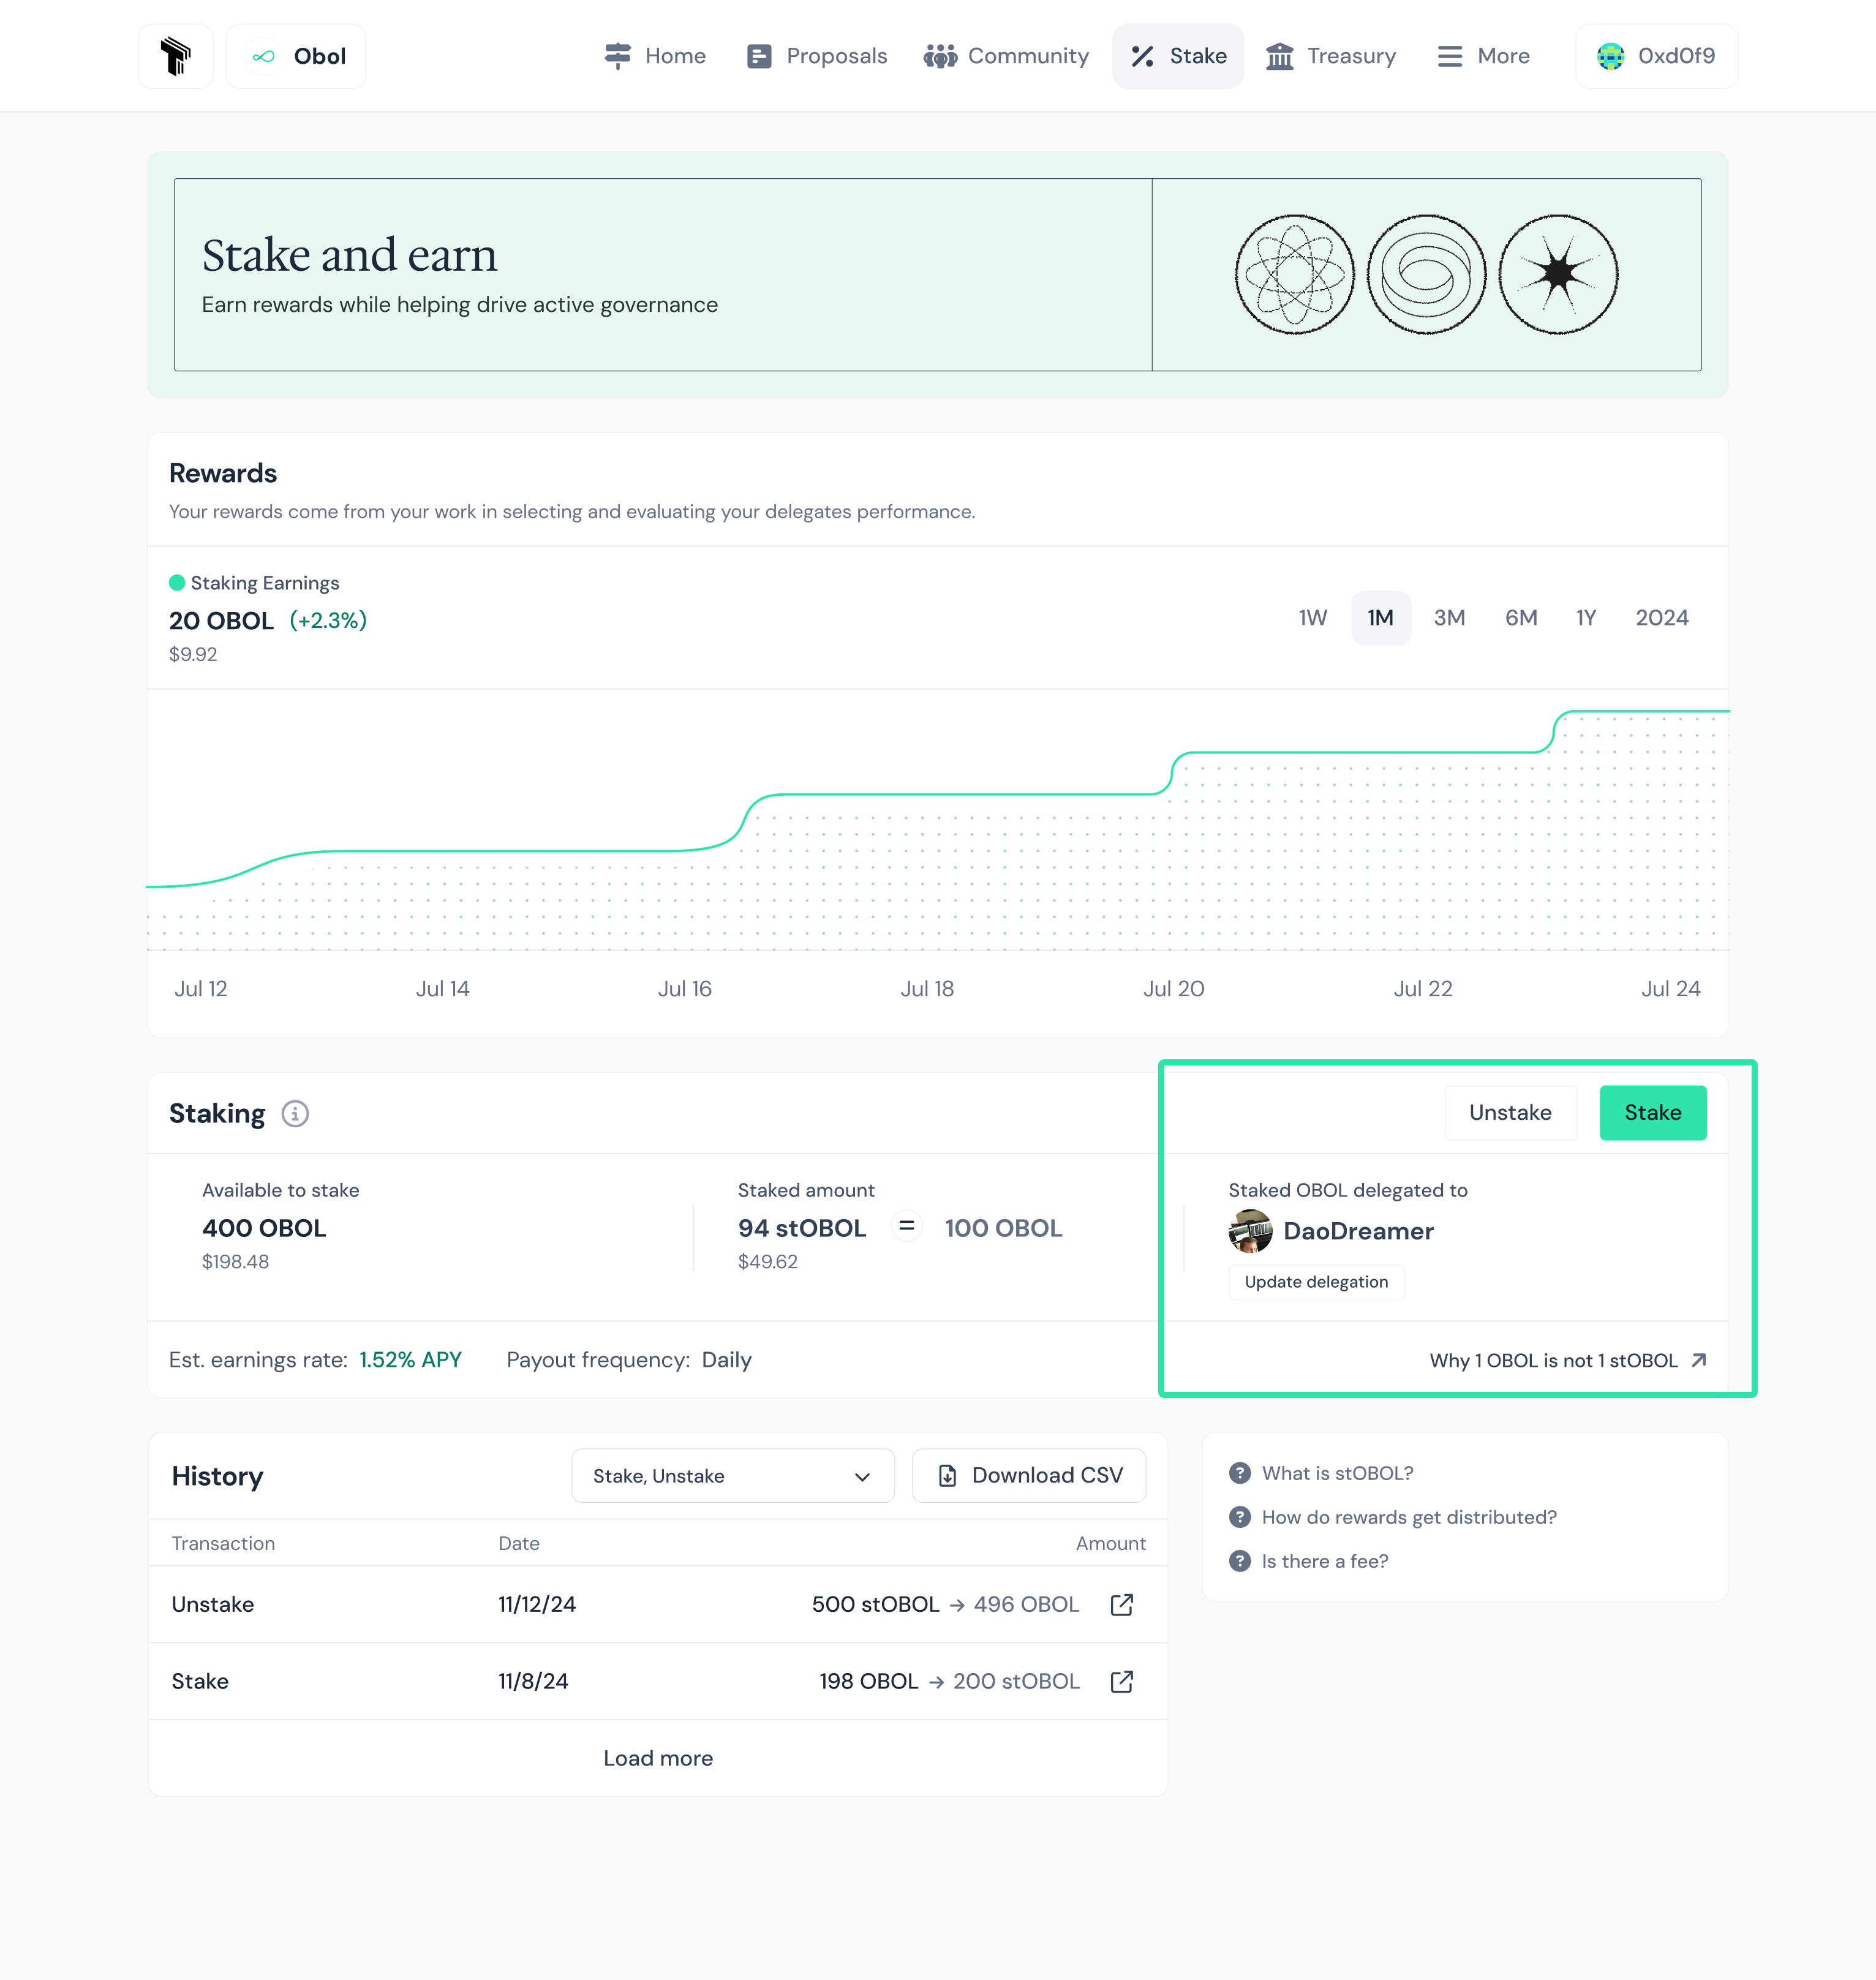 Obol
Home
Proposals
Community
Stake
Treasury
More
0xd0f9
Stake and earn
Earn rewards while helping drive active governance
Rewards
Your rewards come from your work in selecting and evaluating your delegates performance.
Staking Earnings
20 OBOL (+2.3%)
$9.92
1W 1M 3M 6M 1Y 2024
Jul 12 Jul 14 Jul 16 Jul 18 Jul 20 Jul 22 Jul 24
Staking
Unstake
Stake
Available to stake
400 OBOL
$198.48
Staked amount
94 stOBOL = 100 OBOL
$49.62
Staked OBOL delegated to
DaoDreamer
Update delegation
Est. earnings rate: 1.52% APY Payout frequency: Daily
Why 1 OBOL is not 1 stOBOL
History
Stake, Unstake
Download CSV
Transaction Date Amount
Unstake 11/12/24 500 stOBOL → 496 OBOL
Stake 11/8/24 198 OBOL → 200 stOBOL
Load more
What is stOBOL?
How do rewards get distributed?
Is there a fee?